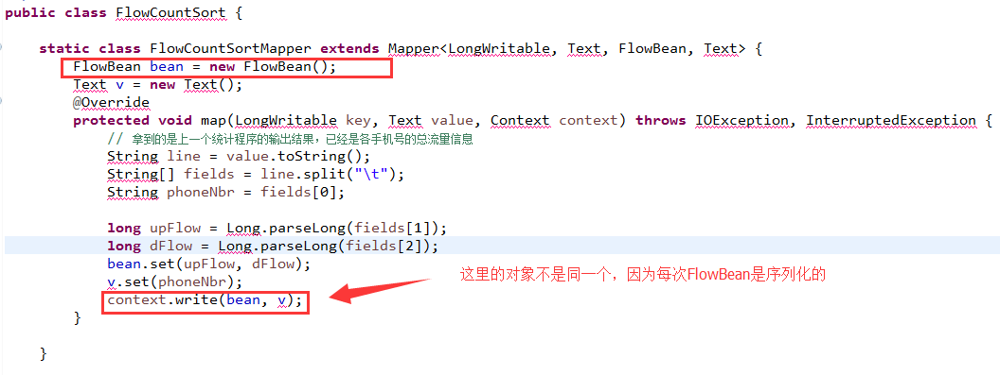 public class FlowCountSort {
static class FlowCountSortMapper extends Mapper<LongWritable, Text, FlowBean, Text> {
FlowBean bean = new FlowBean();
Text v = new Text();
@Override
protected void map(LongWritable key, Text value, Context context) throws IOException, InterruptedException {
// 拿到的是上一个统计程序的输出结果，已经是各手机号的总流量信息
String line = value.toString();
String[] fields = line.split("\t");
String phoneNbr = fields[0];
long upFlow = Long.parseLong(fields[1]);
long dFlow = Long.parseLong(fields[2]);
bean.set(upFlow, dFlow);
v.set(phoneNbr);
context.write(bean, v);
这里的对象不是同一个，因为每次FlowBean是序列化的
}
}